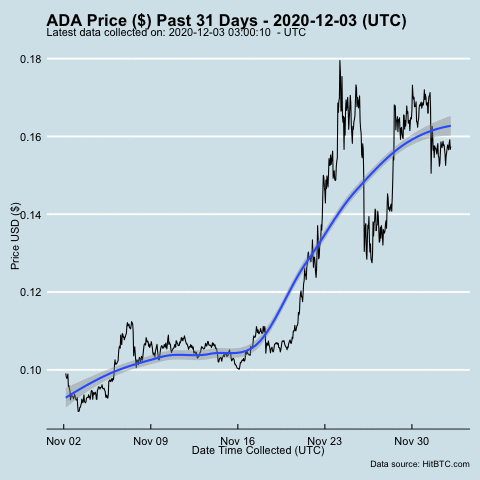 ADA Price ($) Past 31 Days - 2020-12-03 (UTC)
Latest data collected on: 2020-12-03 03:00:10 - UTC
0.18
0.16
0.14
0.12
0.10
Price USD ($)
Nov 02 Nov 09 Nov 16 Nov 23 Nov 30
Date Time Collected (UTC)
Data source: HitBTC.com